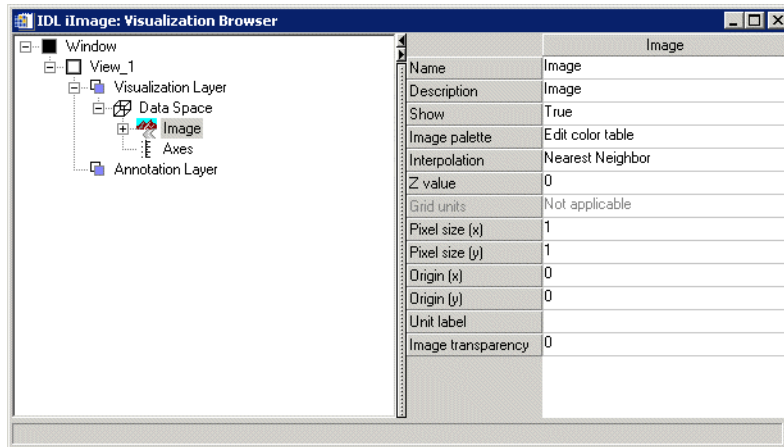 IDL iImage: Visualization Browser
Window
View_1
Visualization Layer
Data Space
Image
Axes
Annotation Layer
Image
Name Image
Description Image
Show True
Image palette Edit color table
Interpolation Nearest Neighbor
Z value 0
Grid units Not applicable
Pixel size (x) 1
Pixel size (y) 1
Origin (x) 0
Origin (y) 0
Unit label
Image transparency 0